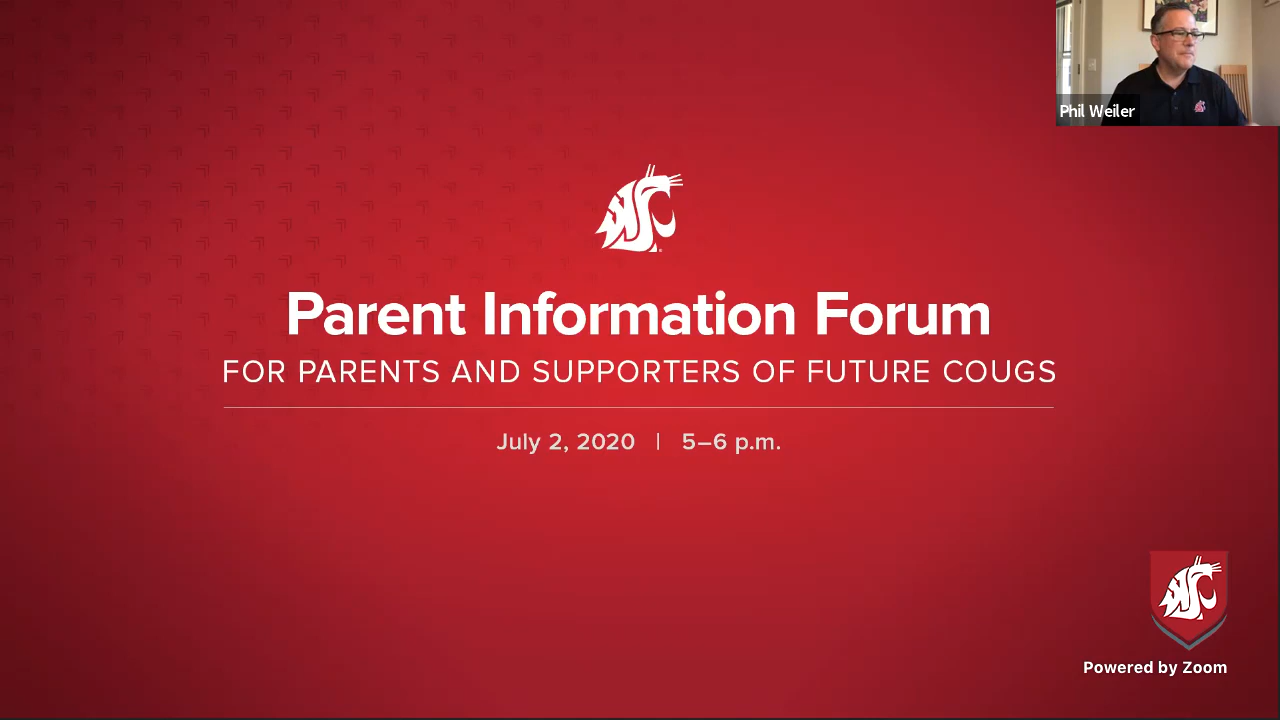 Phil Weiler
Parent Information Forum
FOR PARENTS AND SUPPORTERS OF FUTURE COUGS
July 2, 2020 | 5–6 p.m.
Powered by Zoom